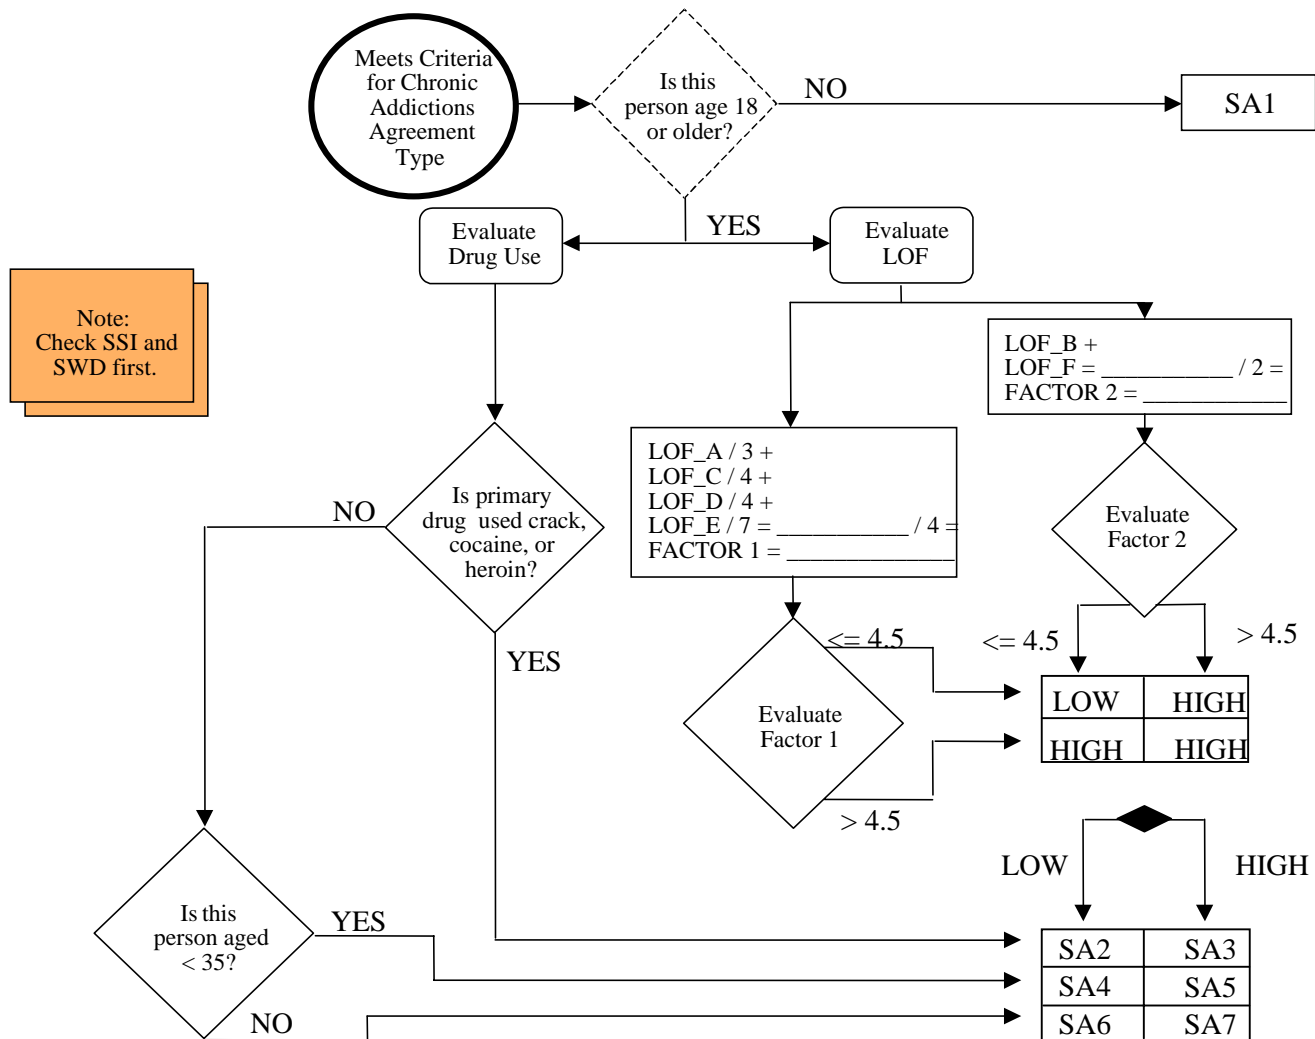 Meets Criteria
for Chronic
Addictions
Agreement
Type
Is this
person age 18
or older?
NO
SA1
YES
Evaluate
Drug Use
Evaluate
LOF
Note:
Check SSI and
SWD first.
LOF_B +
LOF_F = ___________ / 2 =
FACTOR 2 = ____________
LOF_A / 3 +
LOF_C / 4 +
LOF_D / 4 +
LOF_E / 7 = ___________ / 4 =
FACTOR 1 = ______________
Is primary
drug used crack,
cocaine, or
heroin?
NO
YES
Evaluate
Factor 2
<= 4.5
> 4.5
<= 4.5
Evaluate
Factor 1
> 4.5
LOW HIGH
HIGH HIGH
LOW
HIGH
Is this
person aged
< 35?
YES
NO
SA2 SA3
SA4 SA5
SA6 SA7